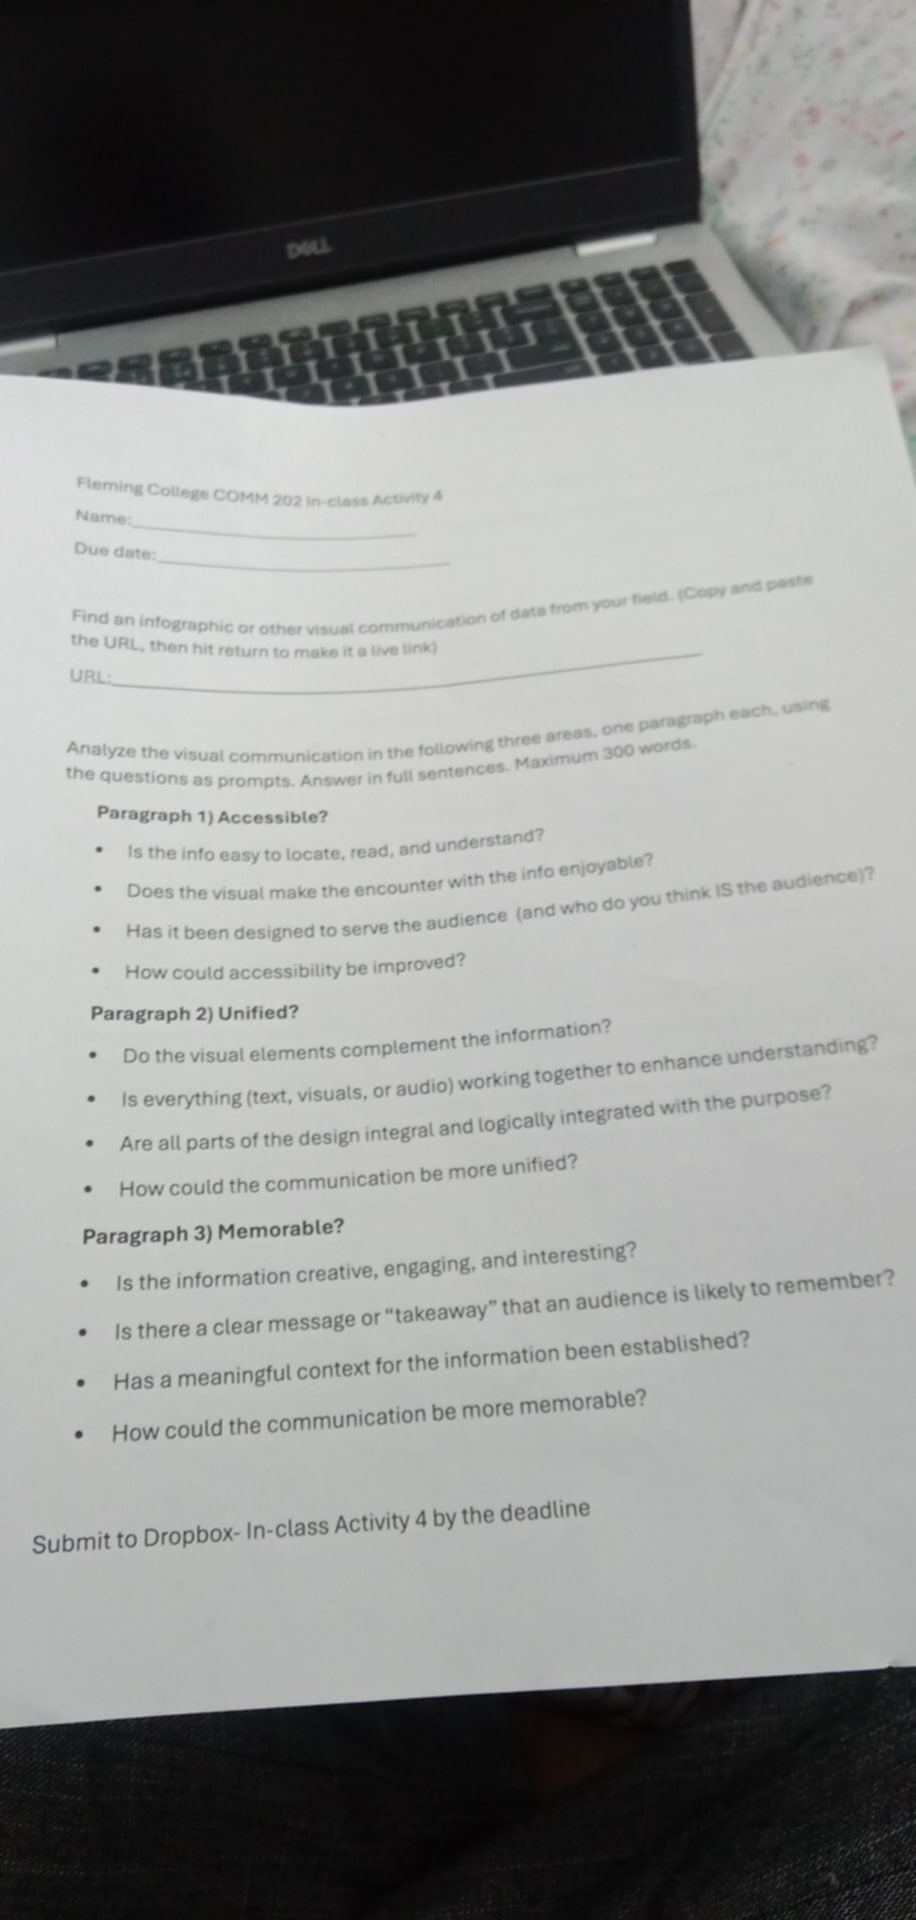 DELL
Fleming College COMM 202 In-class Activity 4
Name:
Due date:
Find an infographic or other visual communication of data from your field. (Copy and paste
the URL, then hit return to make it a live link)
URL:
Analyze the visual communication in the following three areas, one paragraph each, using
the questions as prompts. Answer in full sentences. Maximum 300 words.
Paragraph 1) Accessible?
• Is the info easy to locate, read, and understand?
• Does the visual make the encounter with the info enjoyable?
• Has it been designed to serve the audience (and who do you think IS the audience)?
• How could accessibility be improved?
Paragraph 2) Unified?
• Do the visual elements complement the information?
• Is everything (text, visuals, or audio) working together to enhance understanding?
• Are all parts of the design integral and logically integrated with the purpose?
• How could the communication be more unified?
Paragraph 3) Memorable?
• Is the information creative, engaging, and interesting?
• Is there a clear message or “takeaway” that an audience is likely to remember?
• Has a meaningful context for the information been established?
• How could the communication be more memorable?
Submit to Dropbox- In-class Activity 4 by the deadline